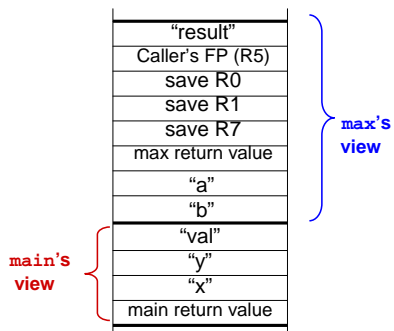 “result”
Caller's FP (R5)
save R0
save R1
save R7
max return value
“a”
“b”
max's
view
“val”
“y”
“x”
main return value
main's
view